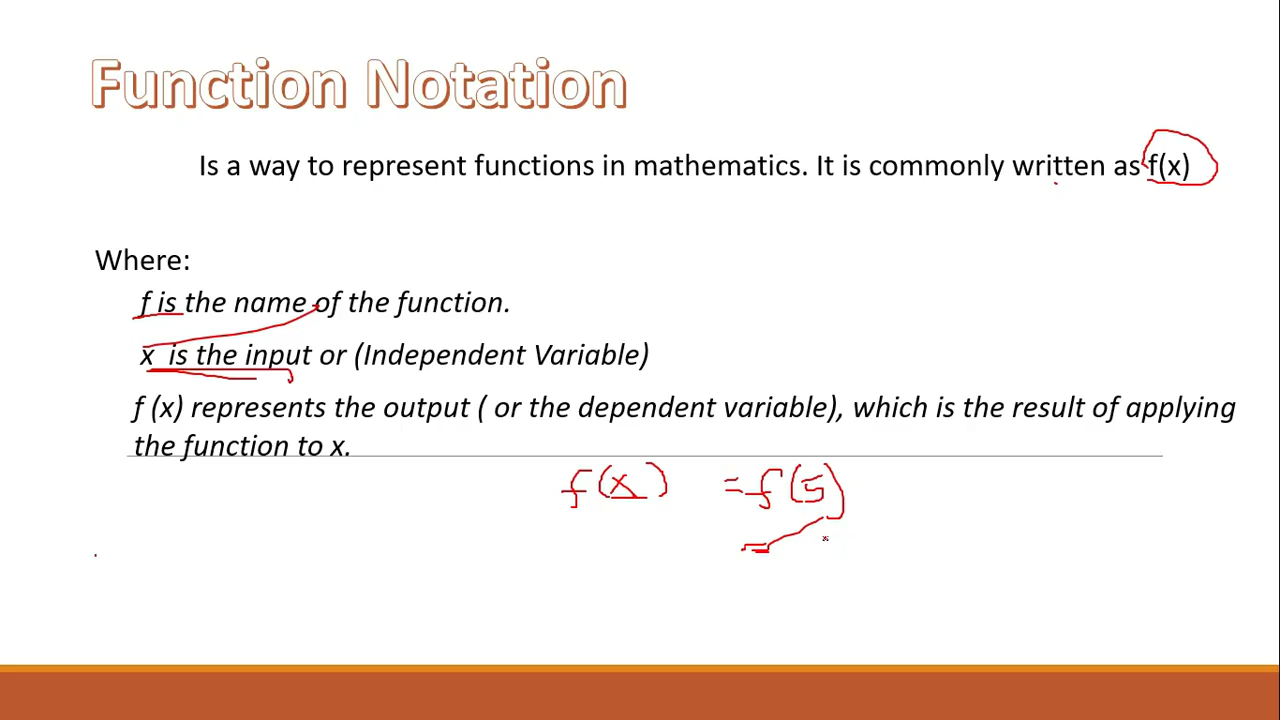 Function Notation
Is a way to represent functions in mathematics. It is commonly written as f(x)
Where:
f is the name of the function.
x is the input or (Independent Variable)
f (x) represents the output ( or the dependent variable), which is the result of applying
the function to x.
f(x) =f(5)
=